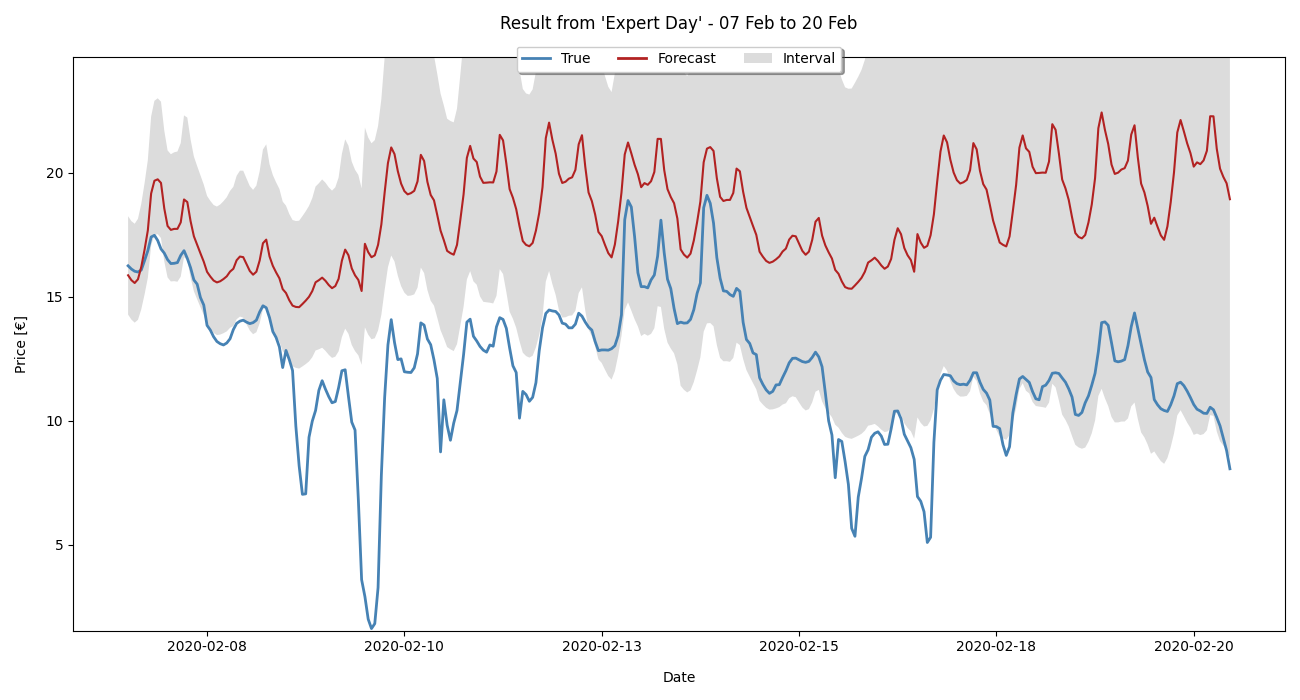 Result from 'Expert Day' - 07 Feb to 20 Feb
True Forecast Interval
Price [€]
20
15
10
5
2020-02-08 2020-02-10 2020-02-13 2020-02-15 2020-02-18 2020-02-20
Date